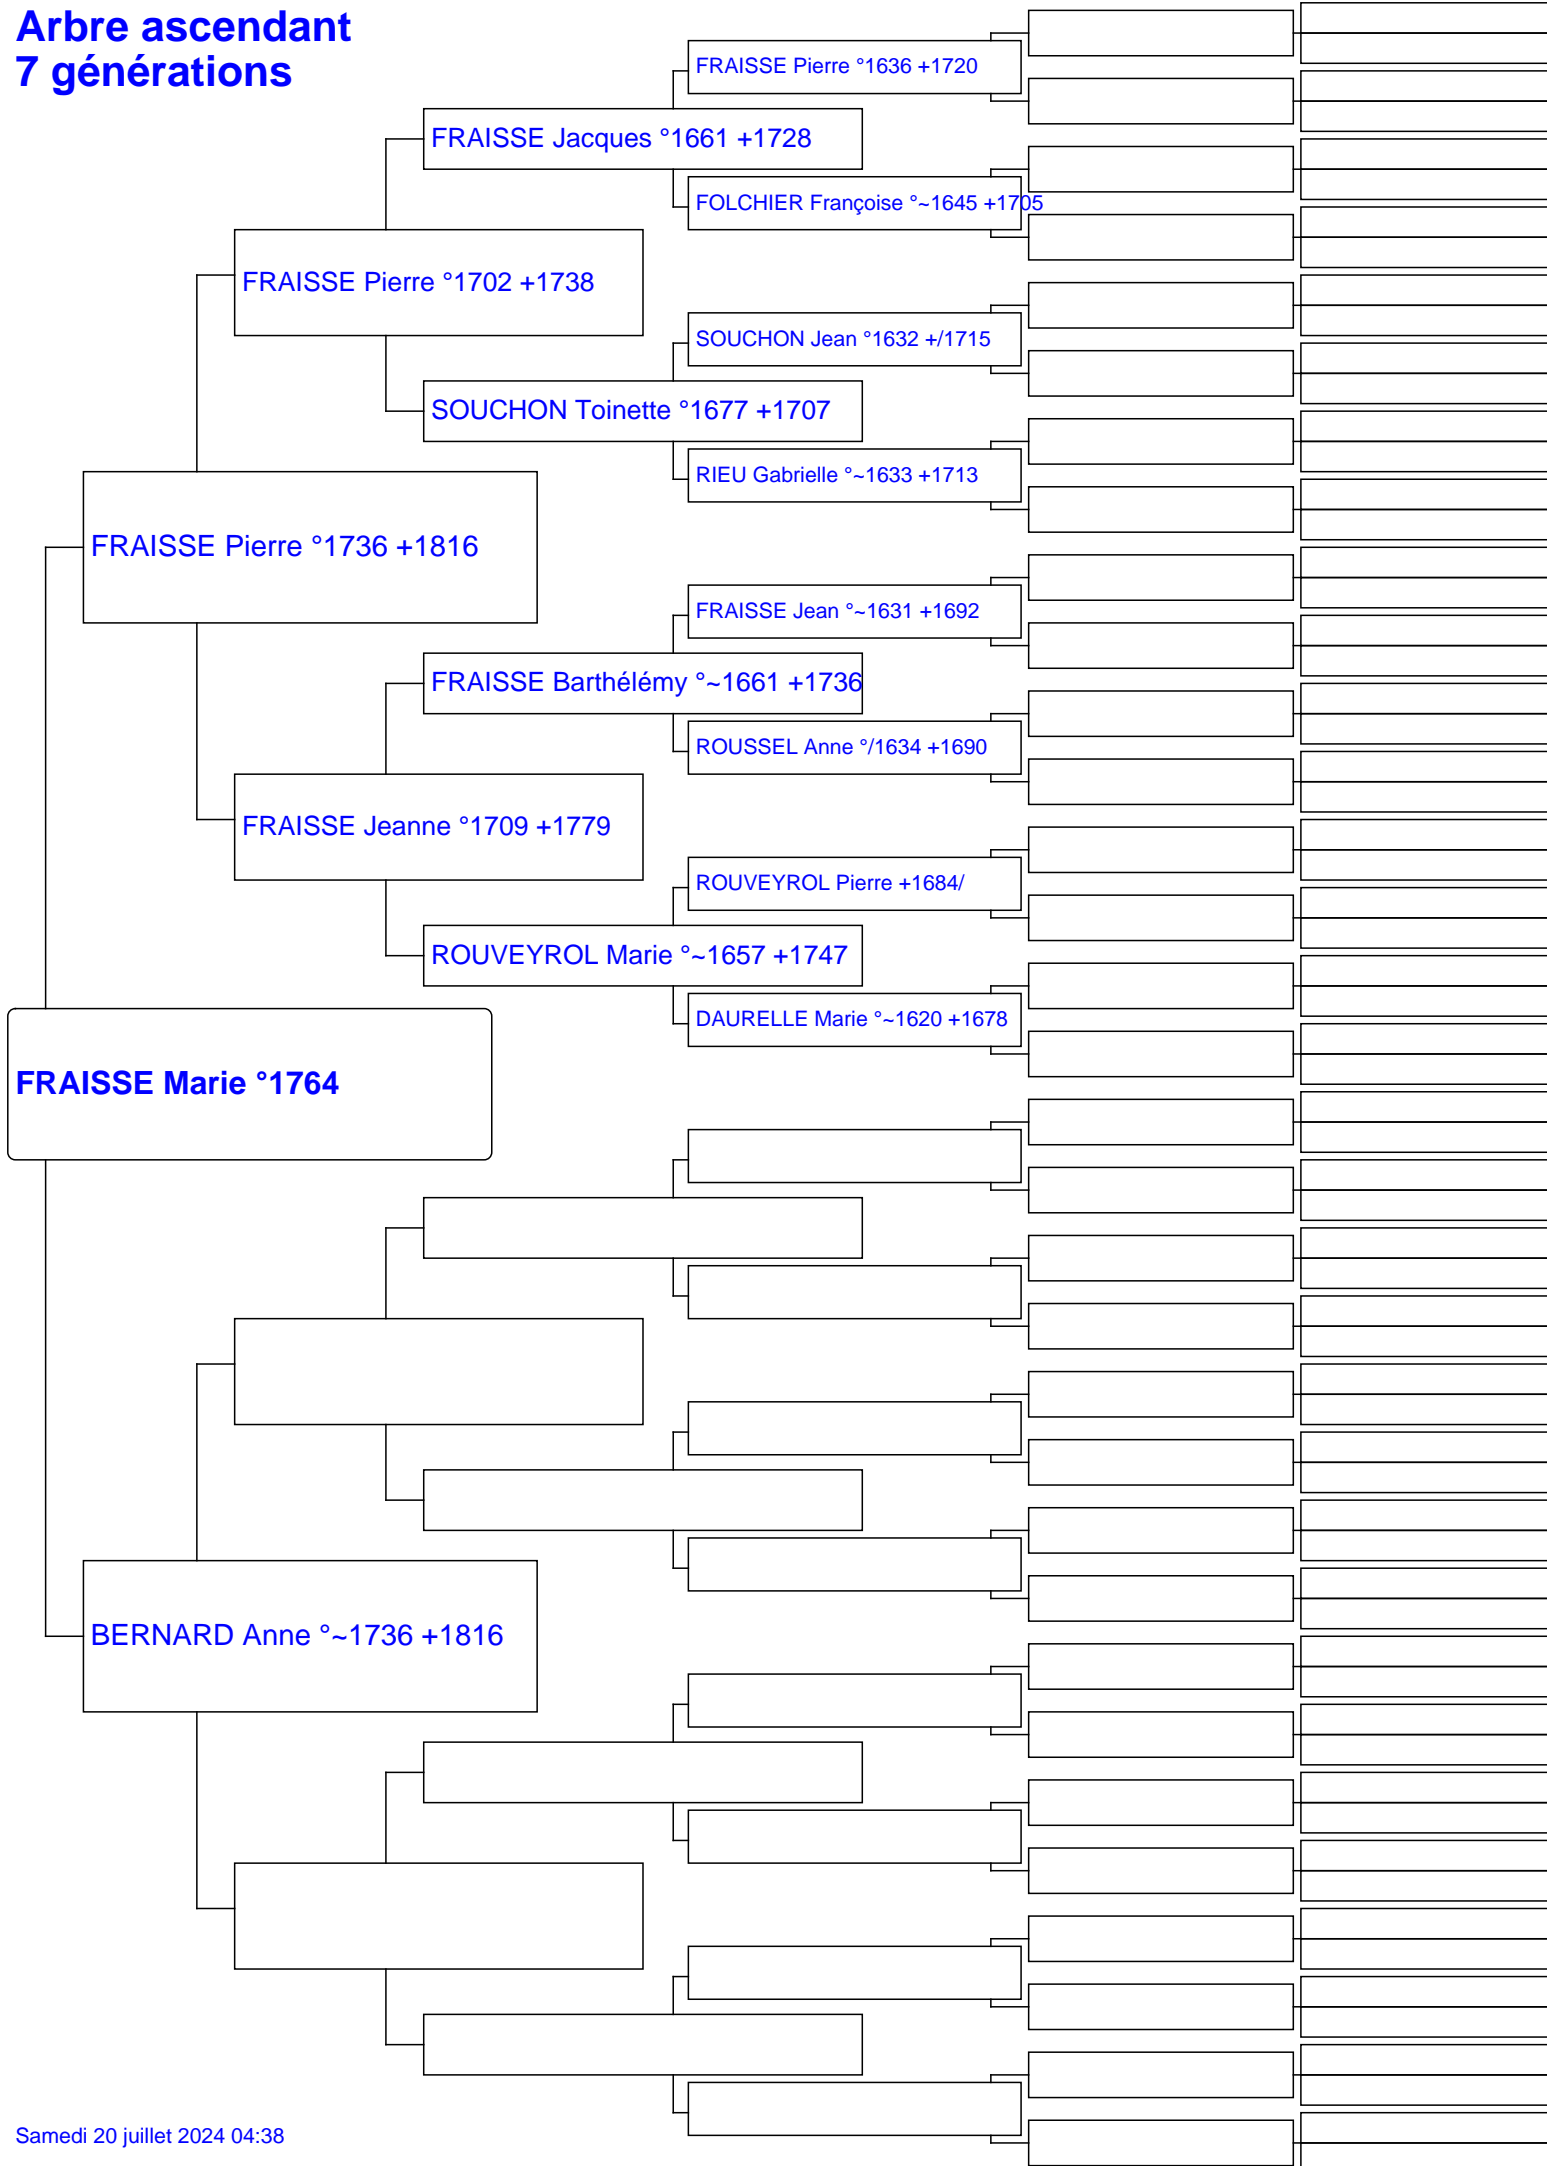 Arbre ascendant
7 générations
FRAISSE Pierre °1636 +1720
FRAISSE Jacques °1661 +1728
FOLCHIER Françoise °~1645 +1705
FRAISSE Pierre °1702 +1738
SOUCHON Jean °1632 +/1715
SOUCHON Toinette °1677 +1707
RIEU Gabrielle °~1633 +1713
FRAISSE Pierre °1736 +1816
FRAISSE Jean °~1631 +1692
FRAISSE Barthélémy °~1661 +1736
ROUSSEL Anne °/1634 +1690
FRAISSE Jeanne °1709 +1779
ROUVEYROL Pierre +1684/
ROUVEYROL Marie °~1657 +1747
DAURELLE Marie °~1620 +1678
FRAISSE Marie °1764
BERNARD Anne °~1736 +1816
Samedi 20 juillet 2024 04:38